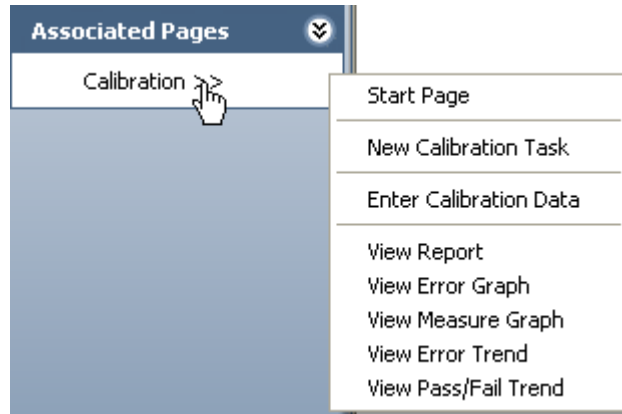 Associated Pages
Calibration >>
Start Page
New Calibration Task
Enter Calibration Data
View Report
View Error Graph
View Measure Graph
View Error Trend
View Pass/Fail Trend